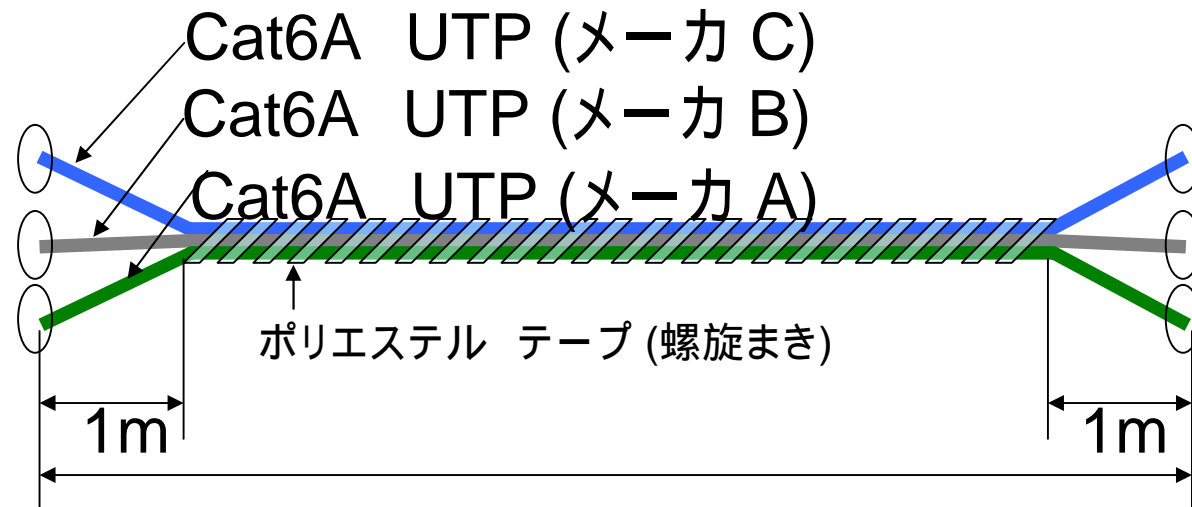 Cat6A UTP (メーカ C)
Cat6A UTP (メーカ B)
Cat6A UTP (メーカ A)
ポリエステル テープ (螺旋まき)
1m 1m